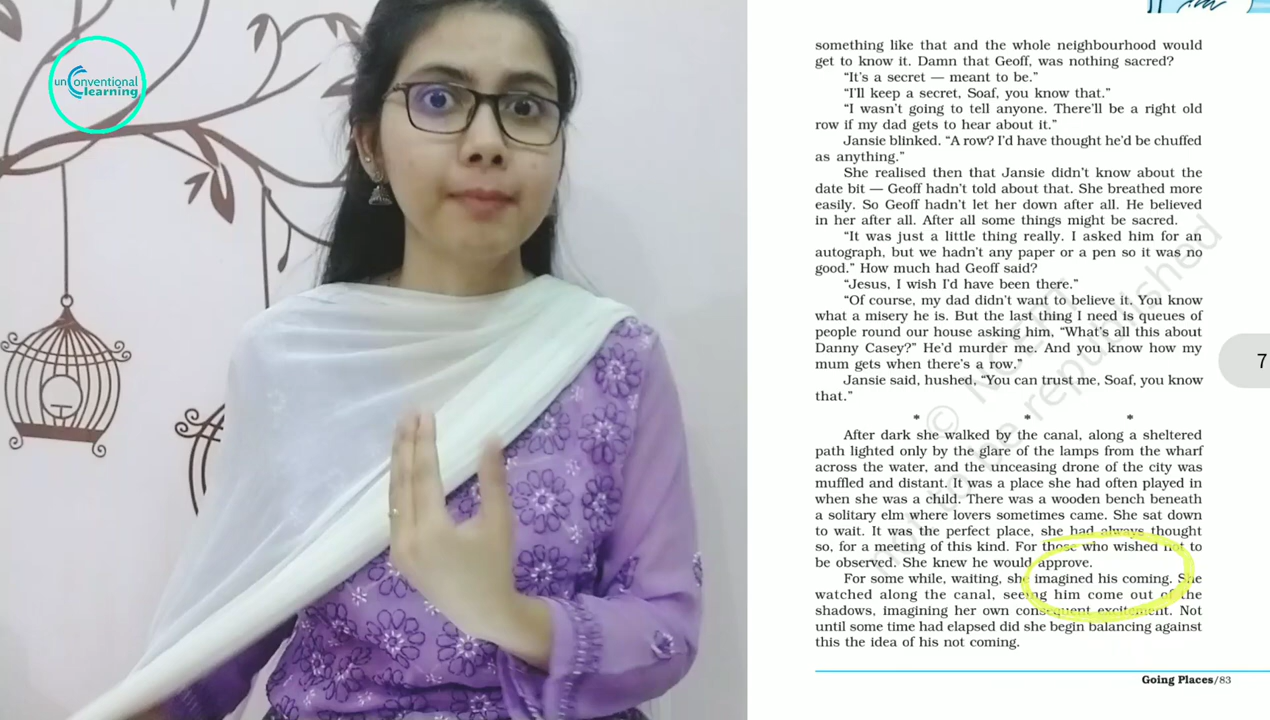 unConventional
Learning
something like that and the whole neighbourhood would
get to know it. Damn that Geoff, was nothing sacred?
“It's a secret — meant to be.”
“I'll keep a secret, Soaf, you know that.”
“I wasn't going to tell anyone. There'll be a right old
row if my dad gets to hear about it.”
Jansie blinked. “A row? I'd have thought he'd be chuffed
as anything.”
She realised then that Jansie didn't know about the
date bit — Geoff hadn't told about that. She breathed more
easily. So Geoff hadn't let her down after all. He believed
in her after all. After all some things might be sacred.
“It was just a little thing really. I asked him for an
autograph, but we hadn't any paper or a pen so it was no
good.” How much had Geoff said?
“Jesus, I wish I'd have been there.”
“Of course, my dad didn't want to believe it. You know
what a misery he is. But the last thing I need is queues of
people round our house asking him, “What's all this about
Danny Casey?” He'd murder me. And you know how my
mum gets when there's a row.”
Jansie said, hushed, “You can trust me, Soaf, you know
that.”
* * *
After dark she walked by the canal, along a sheltered
path lighted only by the glare of the lamps from the wharf
across the water, and the unceasing drone of the city was
muffled and distant. It was a place she had often played in
when she was a child. There was a wooden bench beneath
a solitary elm where lovers sometimes came. She sat down
to wait. It was the perfect place, she had always thought
so, for a meeting of this kind. For those who wished not to
be observed. She knew he would approve.
For some while, waiting, she imagined his coming. She
watched along the canal, seeing him come out of the
shadows, imagining her own consequent excitement. Not
until some time had elapsed did she begin balancing against
this the idea of his not coming.
Going Places/83
7
© NCERT
not to be republished